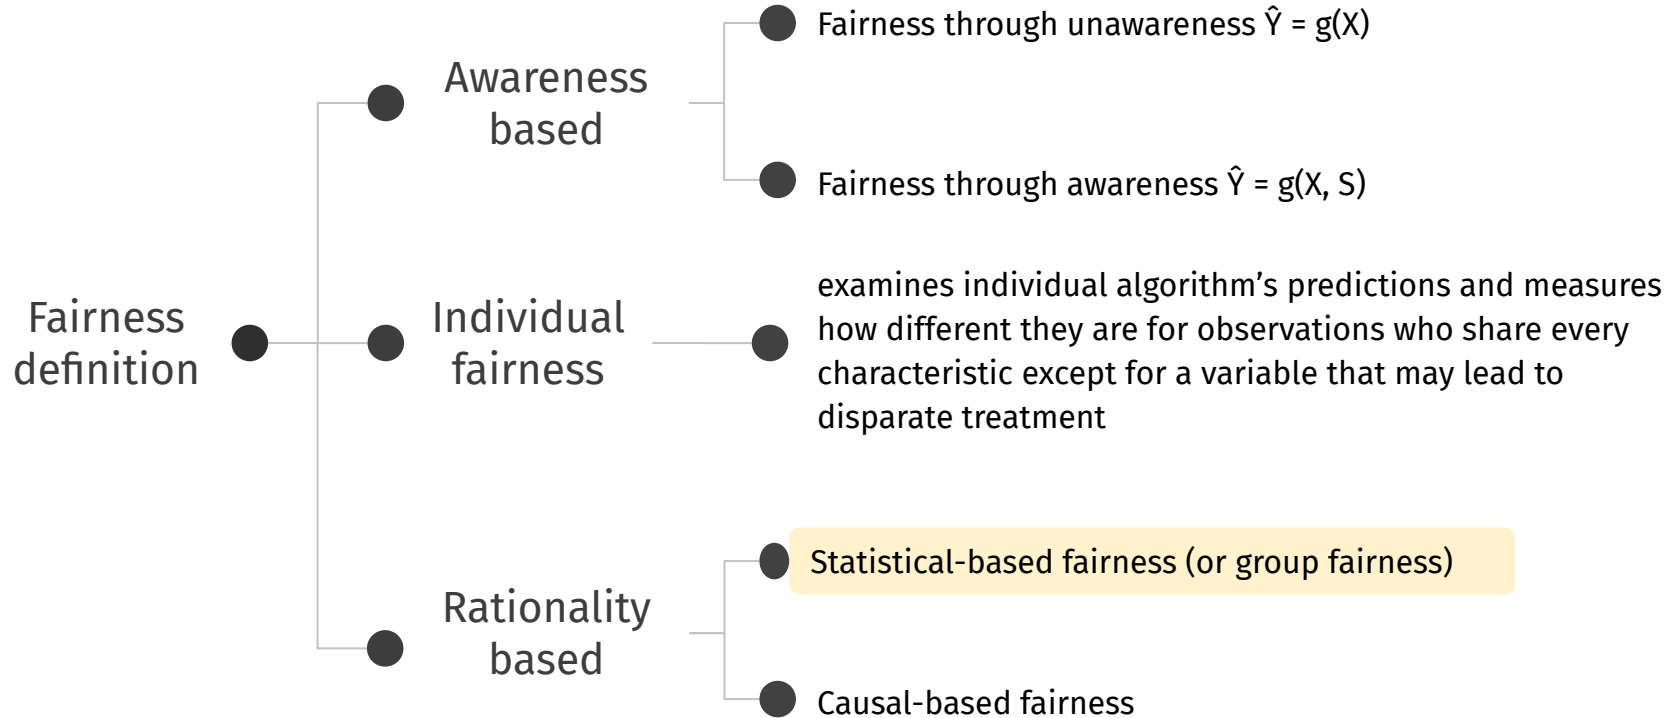 Fairness through unawareness Ŷ = g(X)
Awareness
based
Fairness through awareness Ŷ = g(X, S)
Fairness
definition
Individual
fairness
examines individual algorithm’s predictions and measures
how different they are for observations who share every
characteristic except for a variable that may lead to
disparate treatment
Statistical-based fairness (or group fairness)
Rationality
based
Causal-based fairness